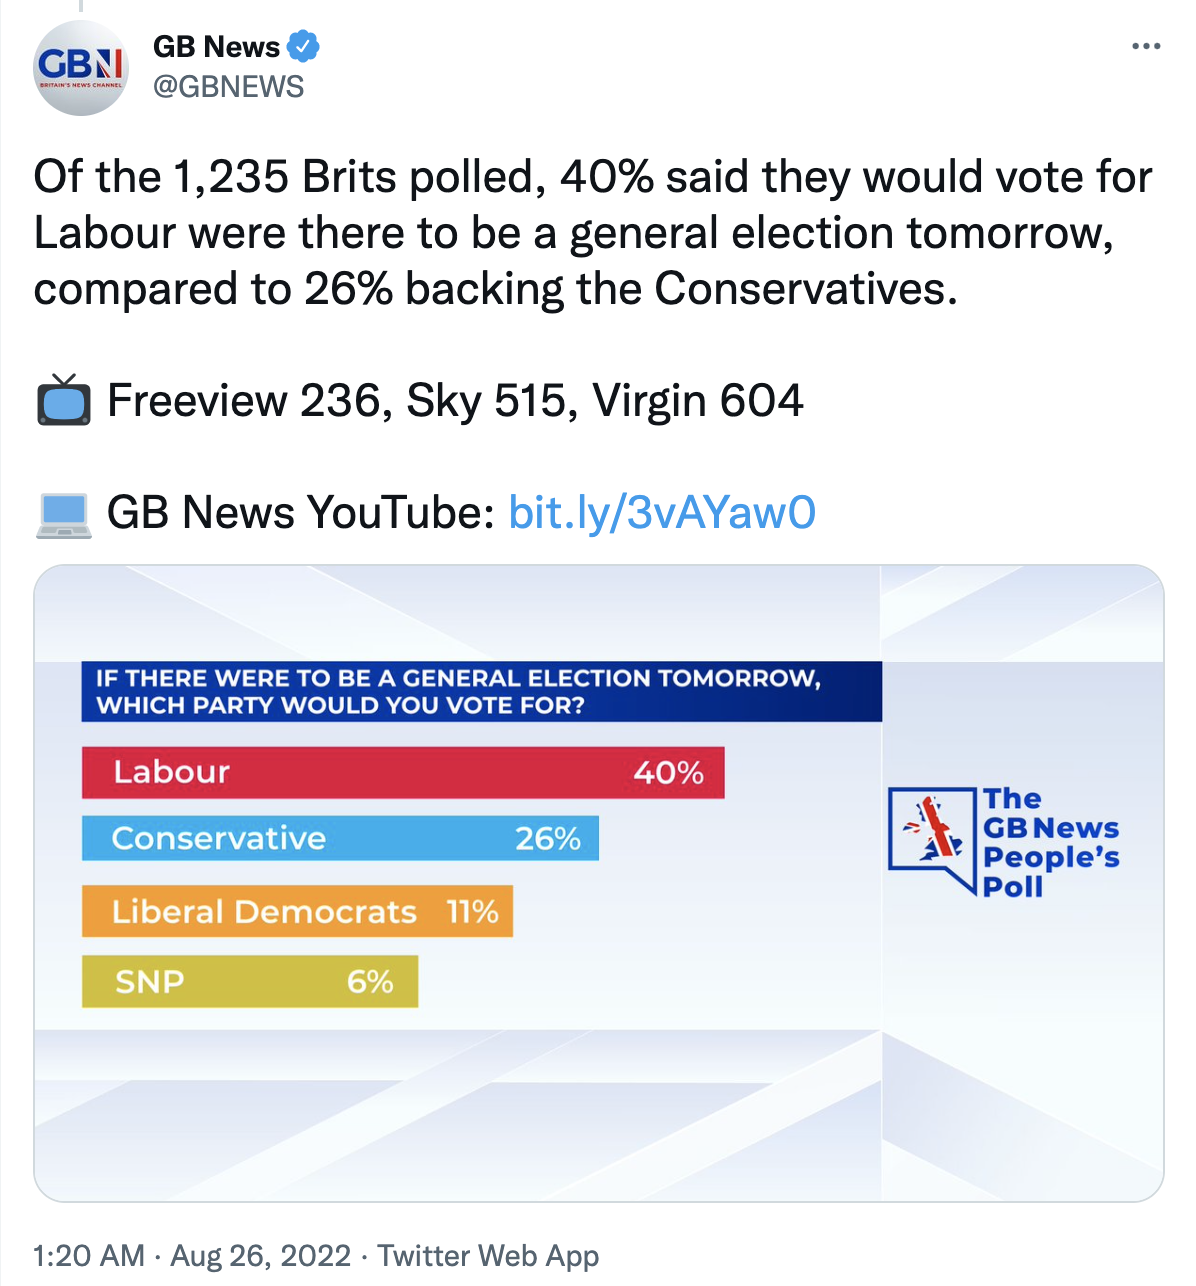 GBN
BRITAIN'S NEWS CHANNEL
GB News
@GBNEWS
Of the 1,235 Brits polled, 40% said they would vote for
Labour were there to be a general election tomorrow,
compared to 26% backing the Conservatives.
Freeview 236, Sky 515, Virgin 604
GB News YouTube: bit.ly/3vAYaw0
IF THERE WERE TO BE A GENERAL ELECTION TOMORROW,
WHICH PARTY WOULD YOU VOTE FOR?
Labour 40%
Conservative 26%
Liberal Democrats 11%
SNP 6%
The
GB News
People's
Poll
1:20 AM · Aug 26, 2022 · Twitter Web App